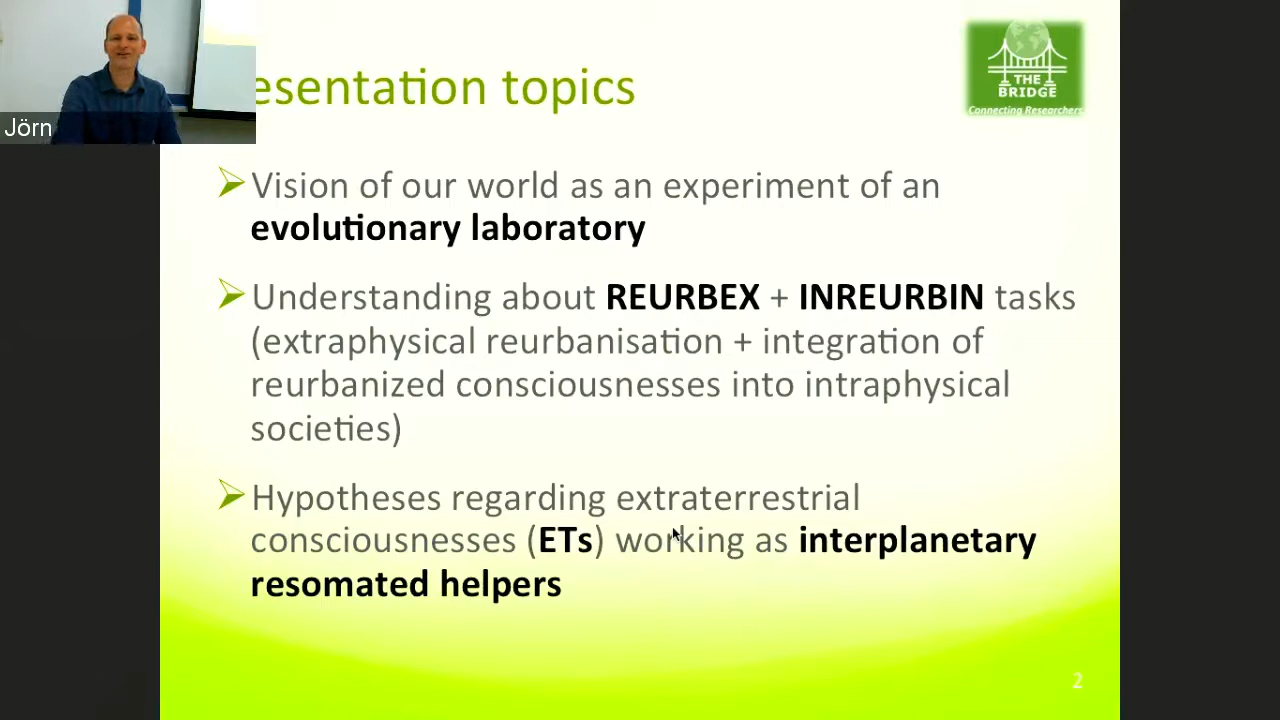 Jörn
esentation topics
THE
BRIDGE
Connecting Researchers
Vision of our world as an experiment of an
evolutionary laboratory
Understanding about REURBEX + INREURBIN tasks
(extraphysical reurbanisation + integration of
reurbanized consciousnesses into intraphysical
societies)
Hypotheses regarding extraterrestrial
consciousnesses (ETs) working as interplanetary
resomated helpers
2